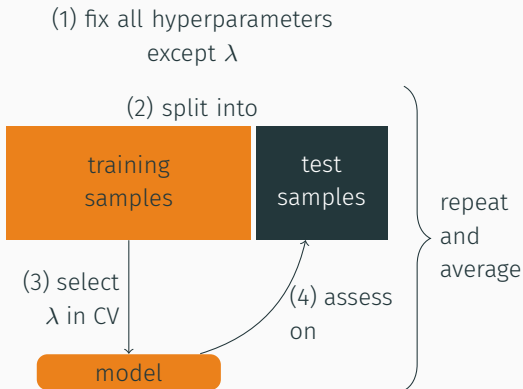 (1) fix all hyperparameters
except λ
(2) split into
training
samples
test
samples
repeat
and
average
(3) select
λ in CV
(4) assess
on
model